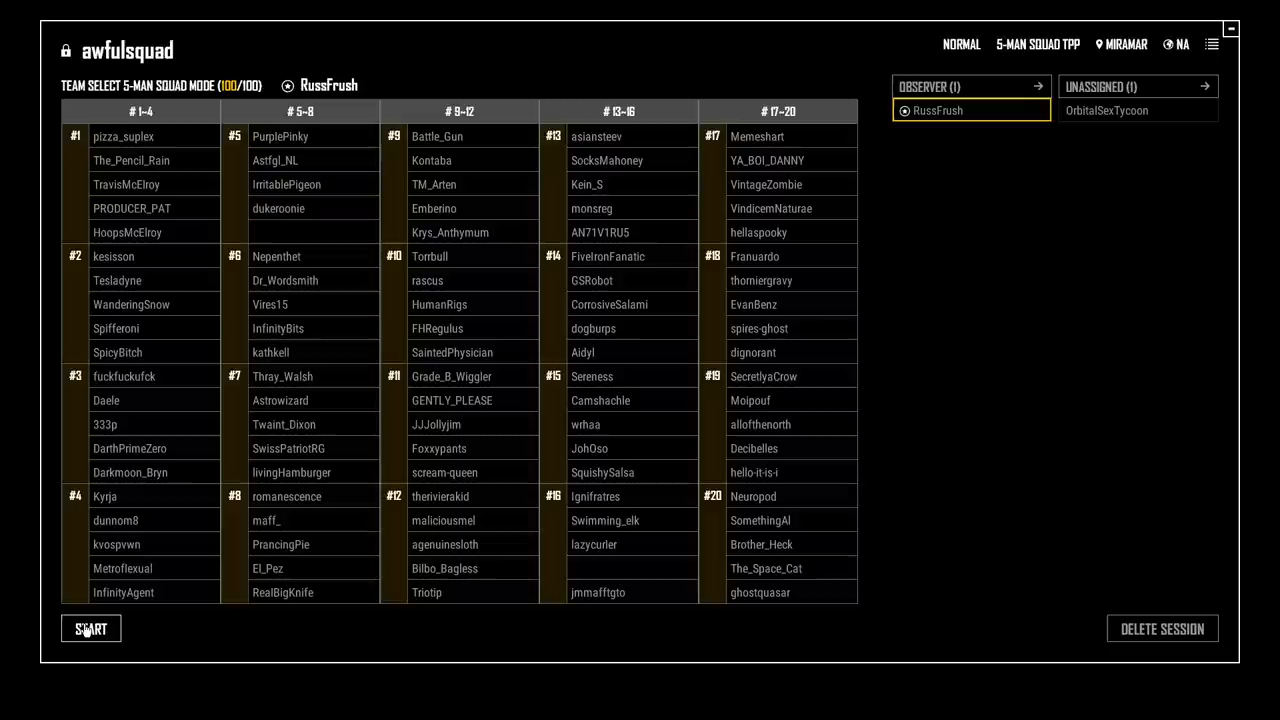 awfulsquad
NORMAL 5-MAN SQUAD TPP MIRAMAR NA
TEAM SELECT 5-MAN SQUAD MODE (100/100) RussFrush
OBSERVER (1) UNASSIGNED (1)
RussFrush OrbitalSexTycoon
# 1~4 # 5~8 # 9~12 # 13~16 # 17~20
#1 pizza_suplex #5 PurplePinky #9 Battle_Gun #13 asiansteev #17 Memeshart
The_Pencil_Rain Astfgl_NL Kontaba SocksMahoney YA_BOI_DANNY
TravisMcElroy IrritablePigeon TM_Arten Kein_S VintageZombie
PRODUCER_PAT dukeroonie Emberino monsreg VindicemNaturae
HoopsMcElroy Krys_Anthymum AN71V1RU5 hellaspooky
#2 kesisson #6 Nepenthet #10 Torrbull #14 FiveIronFanatic #18 Franuardo
Tesladyne Dr_Wordsmith rascus GSRobot thorniergravy
WanderingSnow Vires15 HumanRigs CorrosiveSalami EvanBenz
Spifferoni InfinityBits FHRegulus dogburps spires-ghost
SpicyBitch kathkell SaintedPhysician Aidyl dignorant
#3 fuckfuckufck #7 Thray_Walsh #11 Grade_B_Wiggler #15 Sereness #19 SecretlyaCrow
Daele Astrowizard GENTLY_PLEASE Camshachle Moipouf
333p Twaint_Dixon JJJollyjim wrhaa allofthenorth
DarthPrimeZero SwissPatriotRG Foxxypants JohOso Decibelles
Darkmoon_Bryn livingHamburger scream-queen SquishySalsa hello-it-is-i
#4 Kyrja #8 romanescence #12 therivierakid #16 Ignifratres #20 Neuropod
dunnom8 maff_ maliciousmel Swimming_elk SomethingAl
kvospvwn PrancingPie agenuinesloth lazycurler Brother_Heck
Metroflexual El_Pez Bilbo_Bagless The_Space_Cat
InfinityAgent RealBigKnife Triotip jmmafftgto ghostquasar
START DELETE SESSION